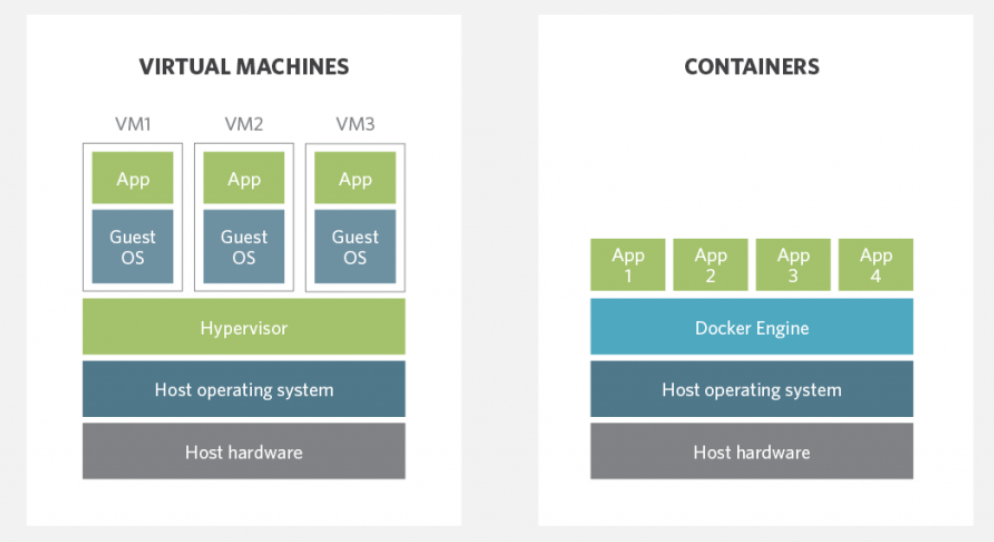 VIRTUAL MACHINES
VM1
VM2
VM3
App
App
App
Guest
OS
Guest
OS
Guest
OS
Hypervisor
Host operating system
Host hardware
CONTAINERS
App
1
App
2
App
3
App
4
Docker Engine
Host operating system
Host hardware